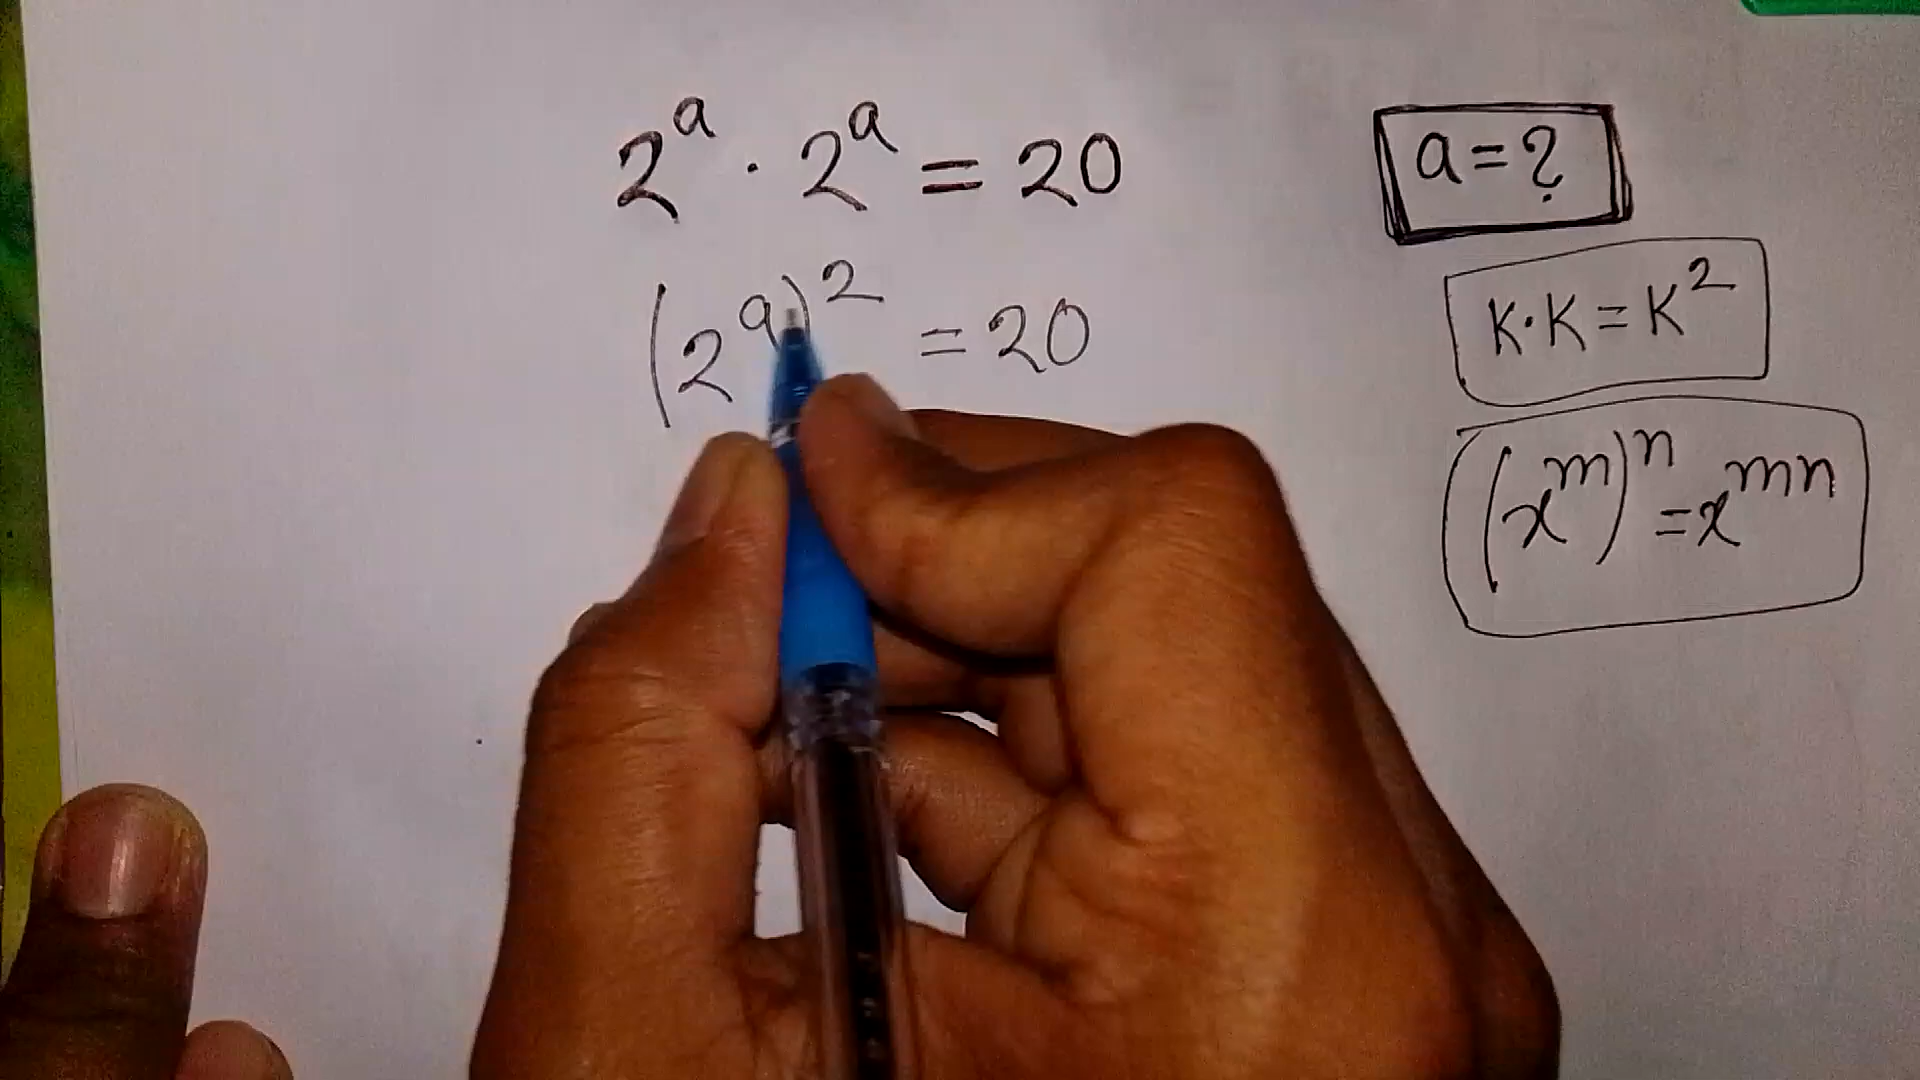 2^a · 2^a = 20
a = ?
(2^a)^2 = 20
K·K = K^2
(x^m)^n = x^mn